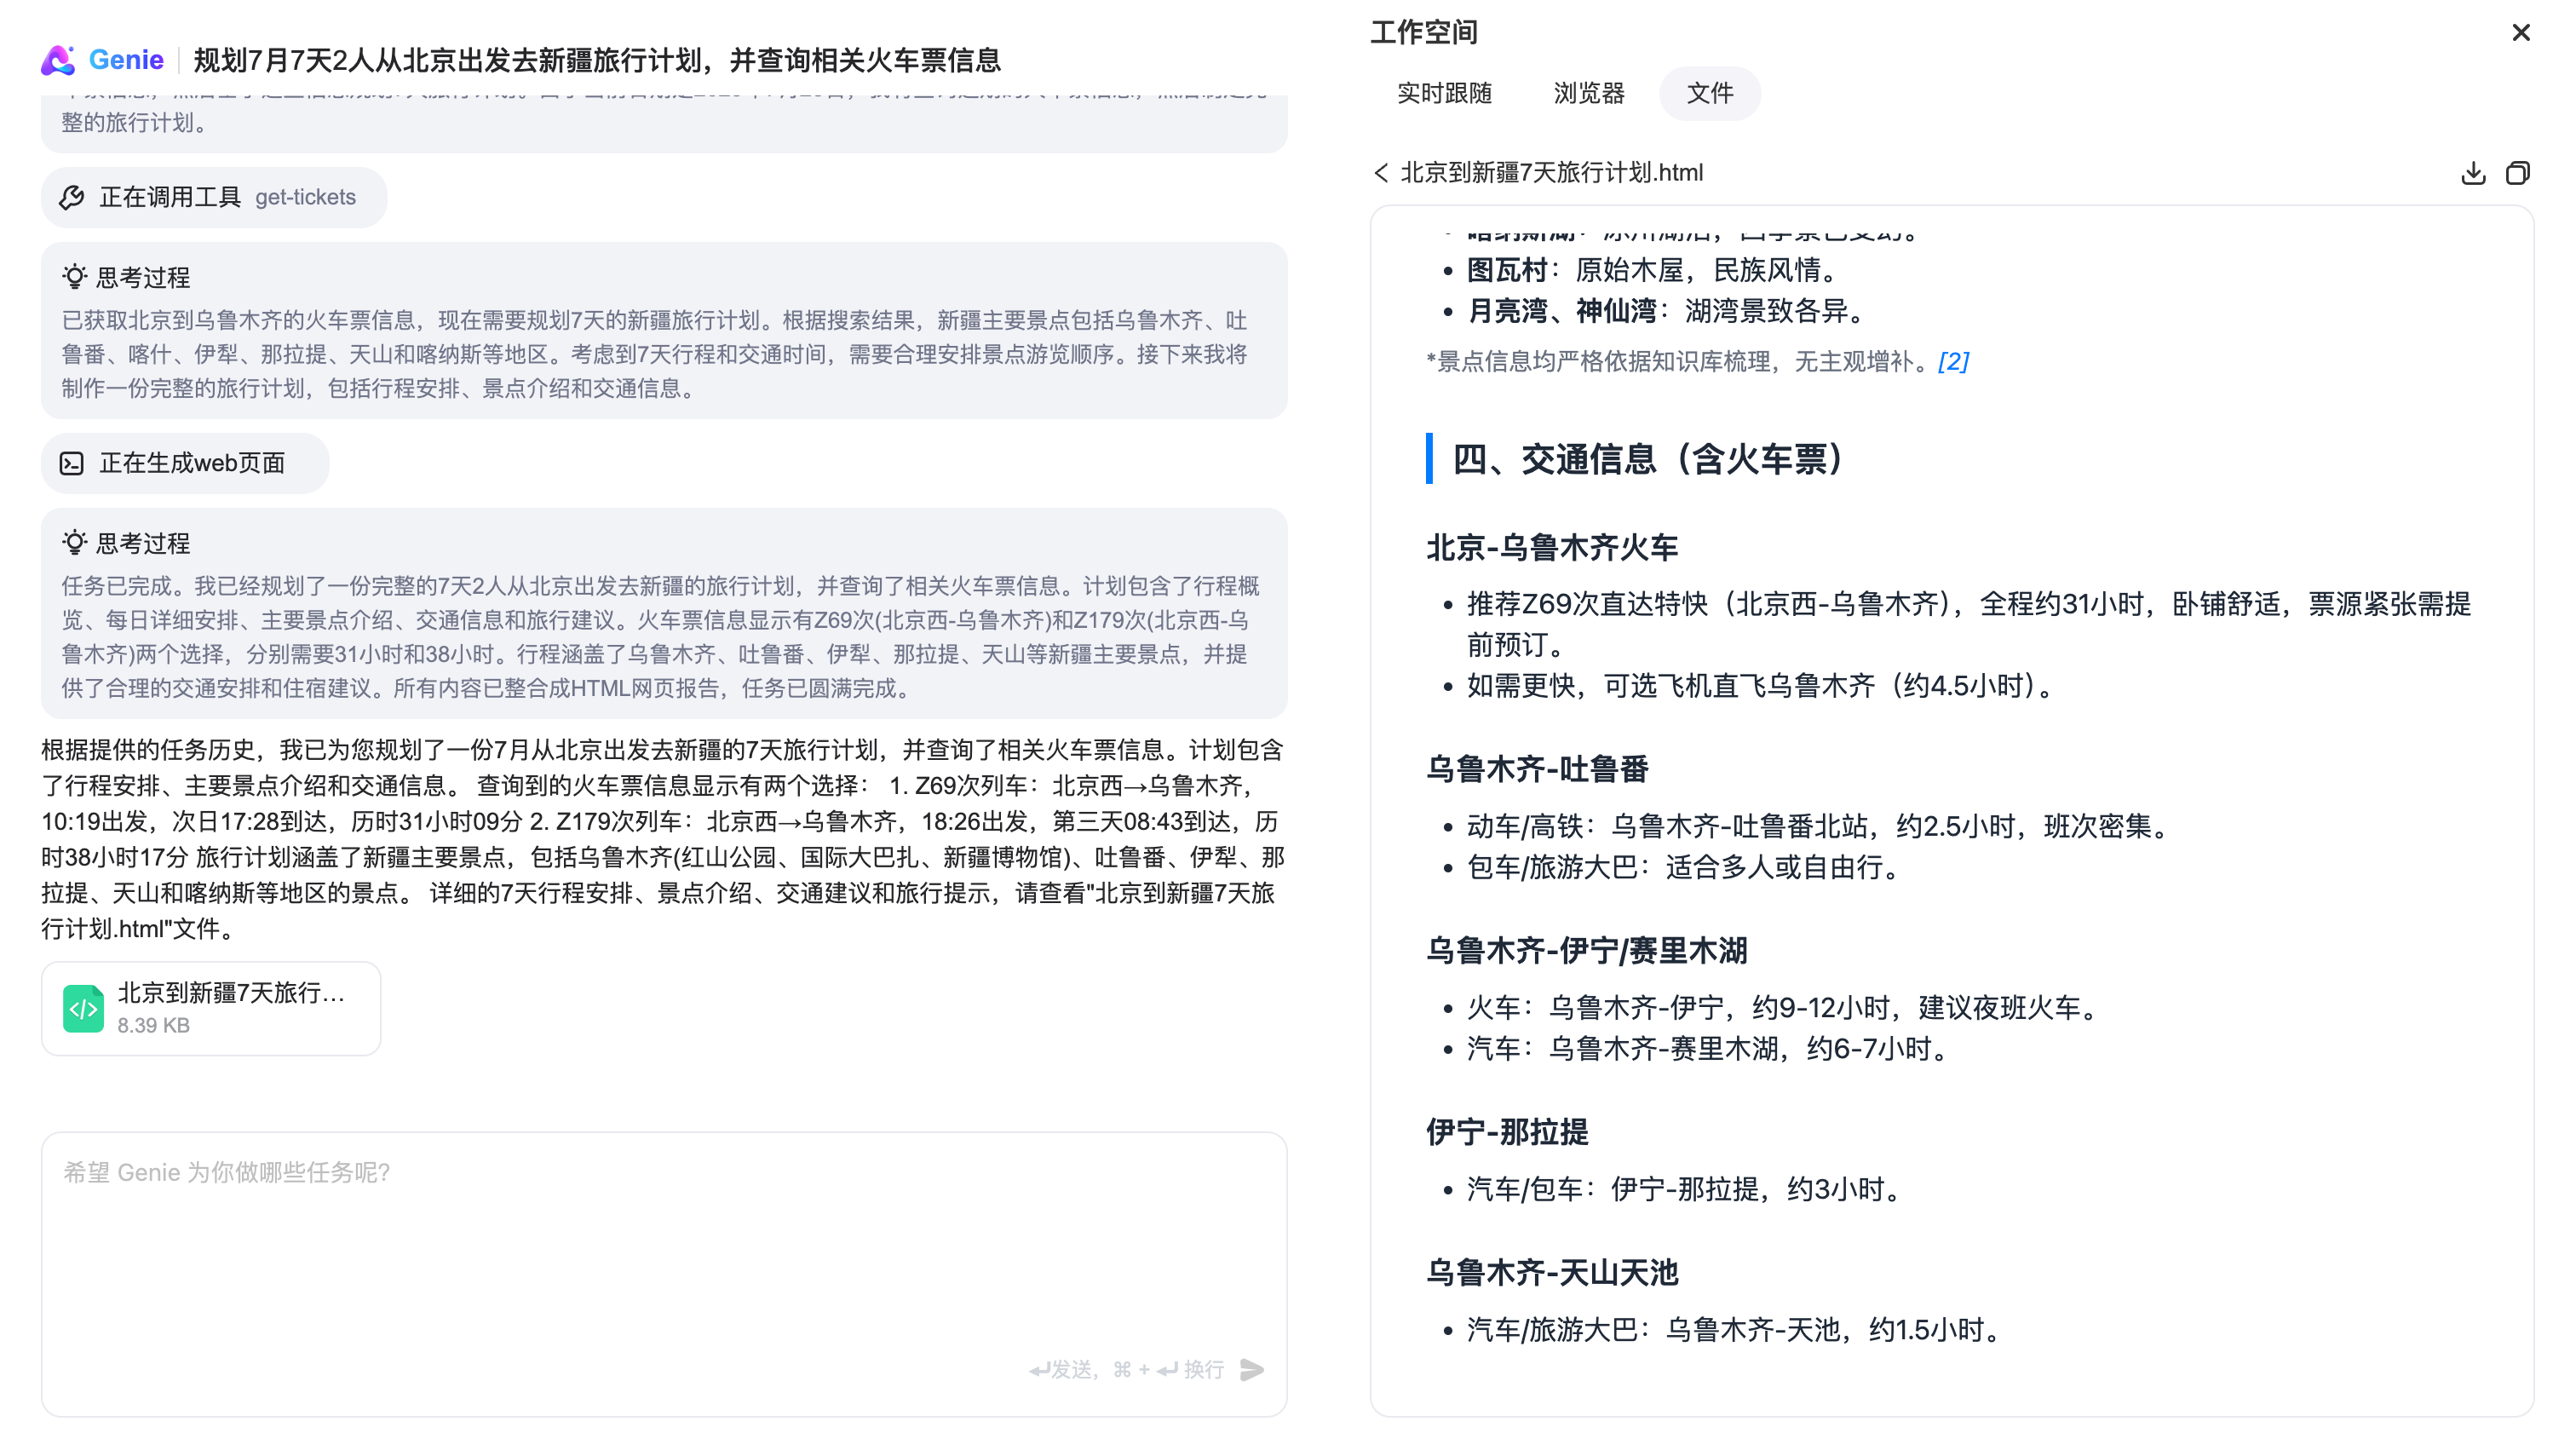 Genie
规划7月7天2人从北京出发去新疆旅行计划，并查询相关火车票信息
整的旅行计划。
正在调用工具 get-tickets
思考过程
已获取北京到乌鲁木齐的火车票信息，现在需要规划7天的新疆旅行计划。根据搜索结果，新疆主要景点包括乌鲁木齐、吐
鲁番、喀什、伊犁、那拉提、天山和喀纳斯等地区。考虑到7天行程和交通时间，需要合理安排景点游览顺序。接下来我将
制作一份完整的旅行计划，包括行程安排、景点介绍和交通信息。
正在生成web页面
思考过程
任务已完成。我已经规划了一份完整的7天2人从北京出发去新疆的旅行计划，并查询了相关火车票信息。计划包含了行程概
览、每日详细安排、主要景点介绍、交通信息和旅行建议。火车票信息显示有Z69次(北京西-乌鲁木齐)和Z179次(北京西-乌
鲁木齐)两个选择，分别需要31小时和38小时。行程涵盖了乌鲁木齐、吐鲁番、伊犁、那拉提、天山等新疆主要景点，并提
供了合理的交通安排和住宿建议。所有内容已整合成HTML网页报告，任务已圆满完成。
根据提供的任务历史，我已为您规划了一份7月从北京出发去新疆的7天旅行计划，并查询了相关火车票信息。计划包含
了行程安排、主要景点介绍和交通信息。 查询到的火车票信息显示有两个选择： 1. Z69次列车：北京西→乌鲁木齐，
10:19出发，次日17:28到达，历时31小时09分 2. Z179次列车：北京西→乌鲁木齐，18:26出发，第三天08:43到达，历
时38小时17分 旅行计划涵盖了新疆主要景点，包括乌鲁木齐(红山公园、国际大巴扎、新疆博物馆)、吐鲁番、伊犁、那
拉提、天山和喀纳斯等地区的景点。 详细的7天行程安排、景点介绍、交通建议和旅行提示，请查看"北京到新疆7天旅
行计划.html"文件。
北京到新疆7天旅行...
8.39 KB
希望 Genie 为你做哪些任务呢?
发送，⌘ + 换行
工作空间
实时跟随 浏览器 文件
北京到新疆7天旅行计划.html
图瓦村：原始木屋，民族风情。
月亮湾、神仙湾：湖湾景致各异。
*景点信息均严格依据知识库梳理，无主观增补。[2]
四、交通信息（含火车票）
北京-乌鲁木齐火车
推荐Z69次直达特快（北京西-乌鲁木齐），全程约31小时，卧铺舒适，票源紧张需提
前预订。
如需更快，可选飞机直飞乌鲁木齐（约4.5小时）。
乌鲁木齐-吐鲁番
动车/高铁：乌鲁木齐-吐鲁番北站，约2.5小时，班次密集。
包车/旅游大巴：适合多人或自由行。
乌鲁木齐-伊宁/赛里木湖
火车：乌鲁木齐-伊宁，约9-12小时，建议夜班火车。
汽车：乌鲁木齐-赛里木湖，约6-7小时。
伊宁-那拉提
汽车/包车：伊宁-那拉提，约3小时。
乌鲁木齐-天山天池
汽车/旅游大巴：乌鲁木齐-天池，约1.5小时。